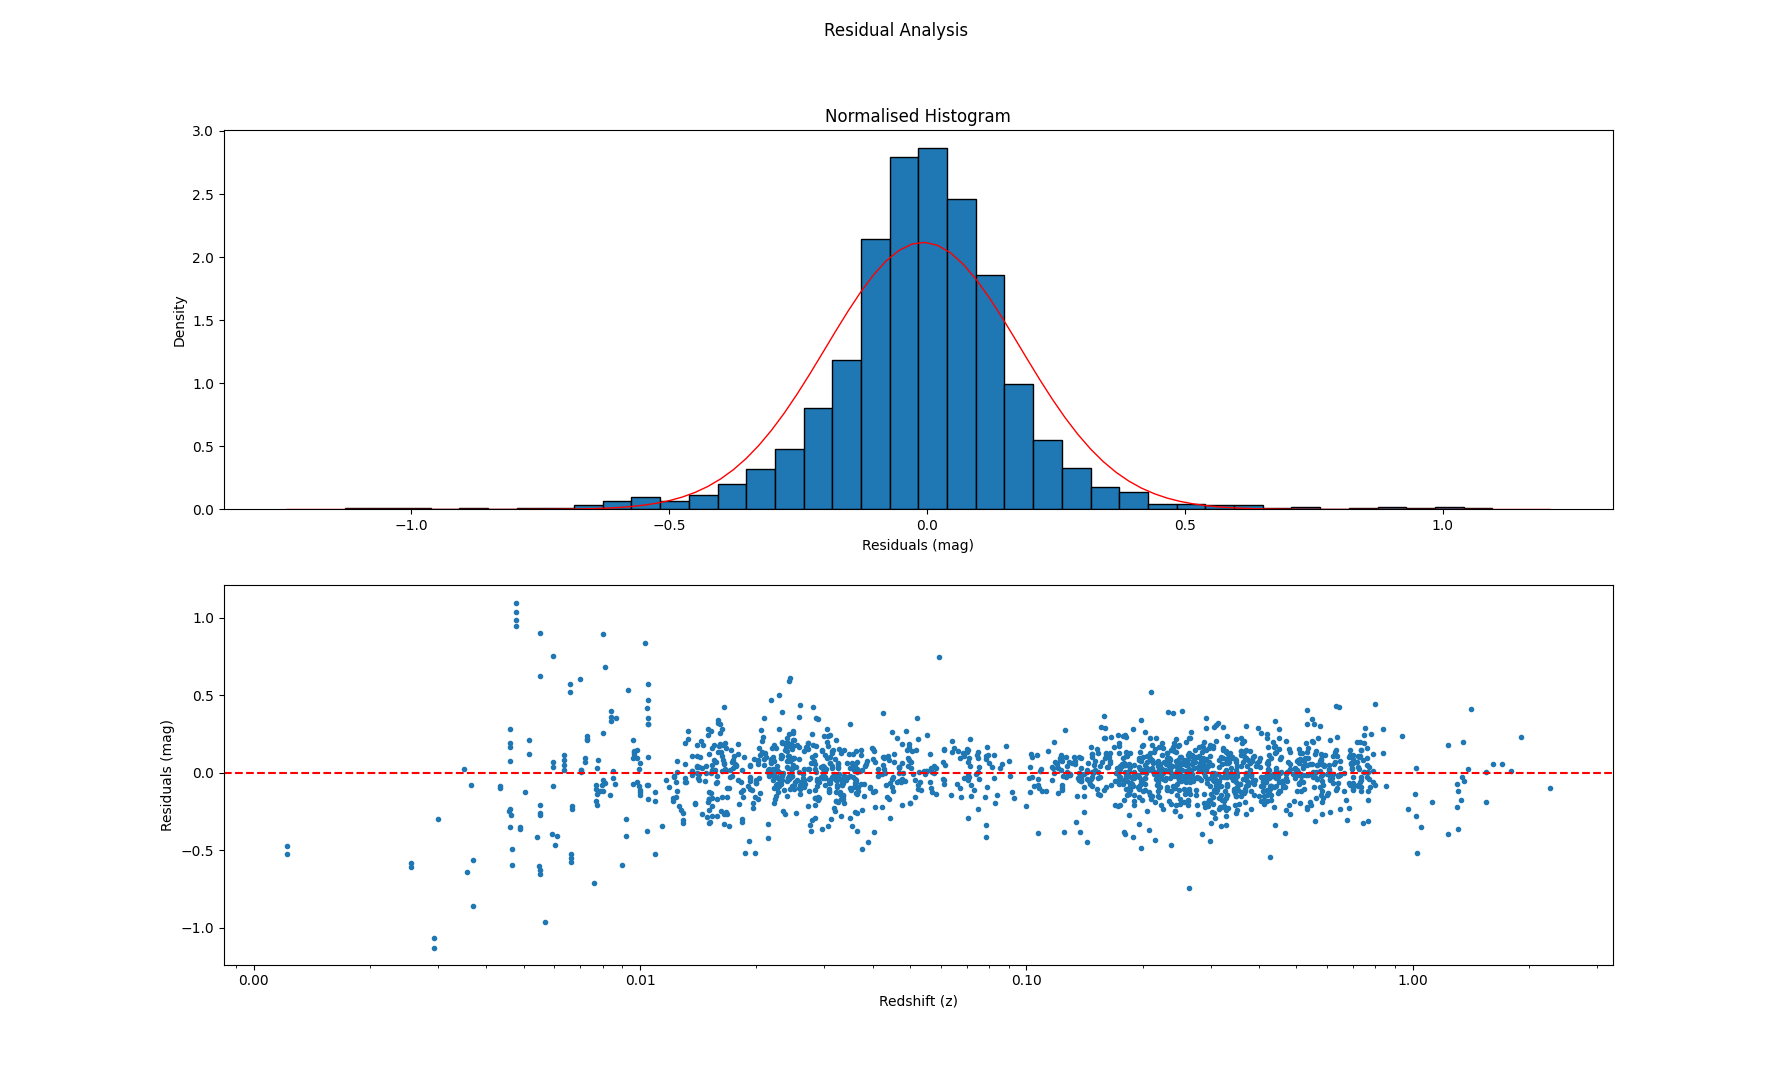 Residual Analysis
Normalised Histogram
3.0
2.5
2.0
1.5
1.0
0.5
0.0
Density
−1.0 −0.5 0.0 0.5 1.0
Residuals (mag)
1.0
0.5
0.0
−0.5
−1.0
Residuals (mag)
0.00 0.01 0.10 1.00
Redshift (z)